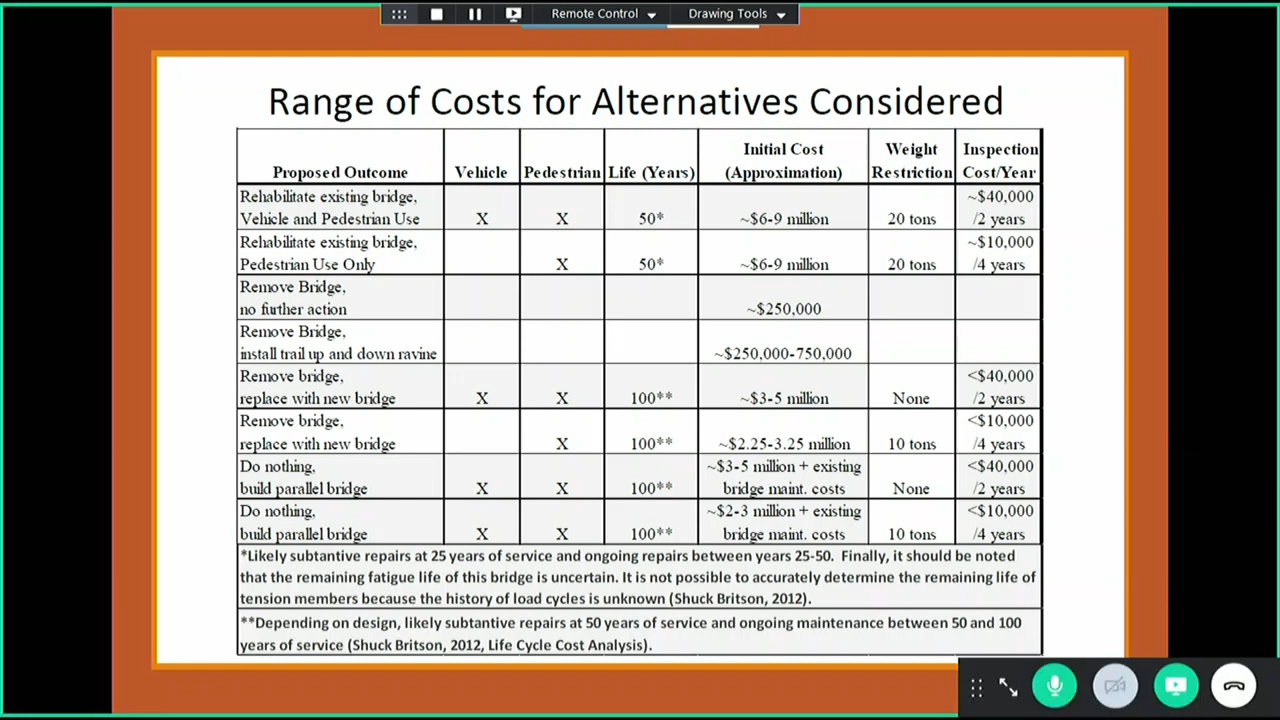 Remote Control
Drawing Tools
Range of Costs for Alternatives Considered
Initial Cost Weight Inspection
Proposed Outcome Vehicle Pedestrian Life (Years) (Approximation) Restriction Cost/Year
Rehabilitate existing bridge, ~$40,000
Vehicle and Pedestrian Use X X 50* ~$6-9 million 20 tons /2 years
Rehabilitate existing bridge, ~$10,000
Pedestrian Use Only X 50* ~$6-9 million 20 tons /4 years
Remove Bridge,
no further action ~$250,000
Remove Bridge,
install trail up and down ravine ~$250,000-750,000
Remove bridge, <$40,000
replace with new bridge X X 100** ~$3-5 million None /2 years
Remove bridge, <$10,000
replace with new bridge X 100** ~$2.25-3.25 million 10 tons /4 years
Do nothing, ~$3-5 million + existing <$40,000
build parallel bridge X X 100** bridge maint. costs None /2 years
Do nothing, ~$2-3 million + existing <$10,000
build parallel bridge X X 100** bridge maint. costs 10 tons /4 years
*Likely subtantive repairs at 25 years of service and ongoing repairs between years 25-50. Finally, it should be noted
that the remaining fatigue life of this bridge is uncertain. It is not possible to accurately determine the remaining life of
tension members because the history of load cycles is unknown (Shuck Britson, 2012).
**Depending on design, likely subtantive repairs at 50 years of service and ongoing maintenance between 50 and 100
years of service (Shuck Britson, 2012, Life Cycle Cost Analysis).